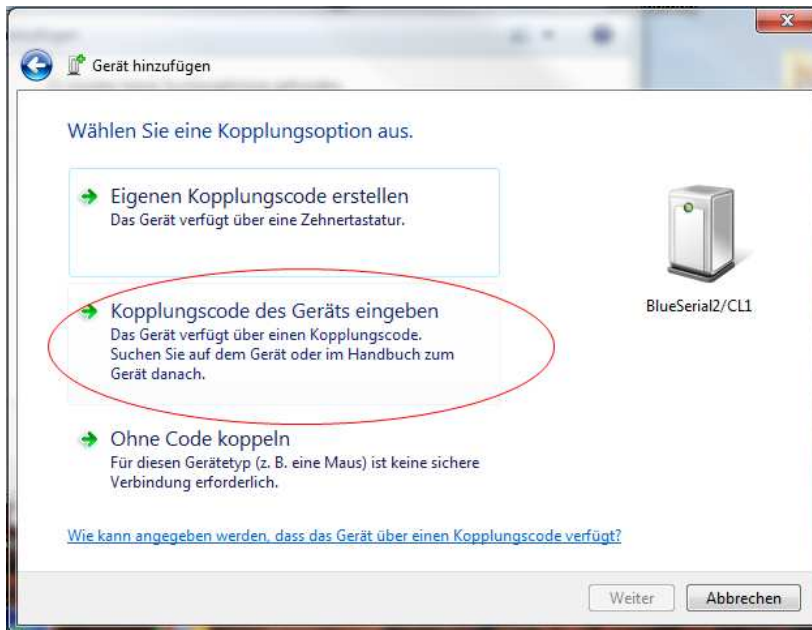 Gerät hinzufügen
Wählen Sie eine Kopplungsoption aus.
Eigenen Kopplungscode erstellen
Das Gerät verfügt über eine Zehnertastatur.
Kopplungscode des Geräts eingeben
Das Gerät verfügt über einen Kopplungscode.
Suchen Sie auf dem Gerät oder im Handbuch zum
Gerät danach.
BlueSerial2/CL1
Ohne Code koppeln
Für diesen Gerätetyp (z. B. eine Maus) ist keine sichere
Verbindung erforderlich.
Wie kann angegeben werden, dass das Gerät über einen Kopplungscode verfügt?
Weiter
Abbrechen